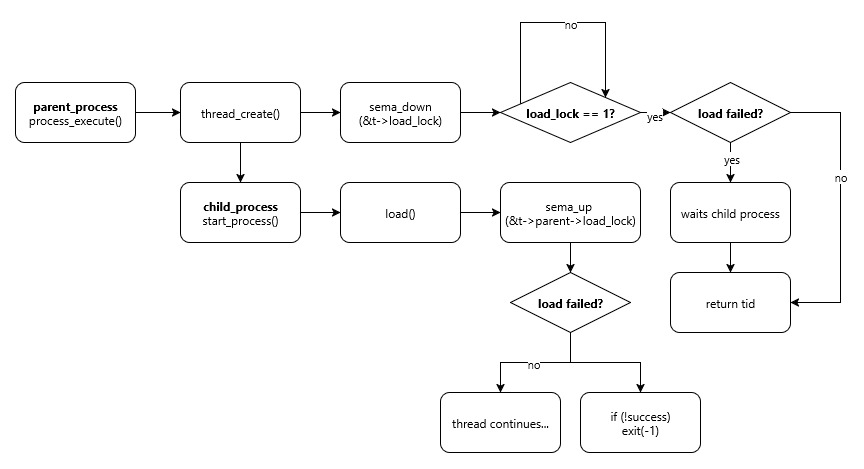 parent_process
process_execute()
thread_create()
sema_down
(&t->load_lock)
no
load_lock == 1?
yes
load failed?
no
yes
child_process
start_process()
load()
sema_up
(&t->parent->load_lock)
waits child process
load failed?
return tid
no
thread continues...
if (!success)
exit(-1)